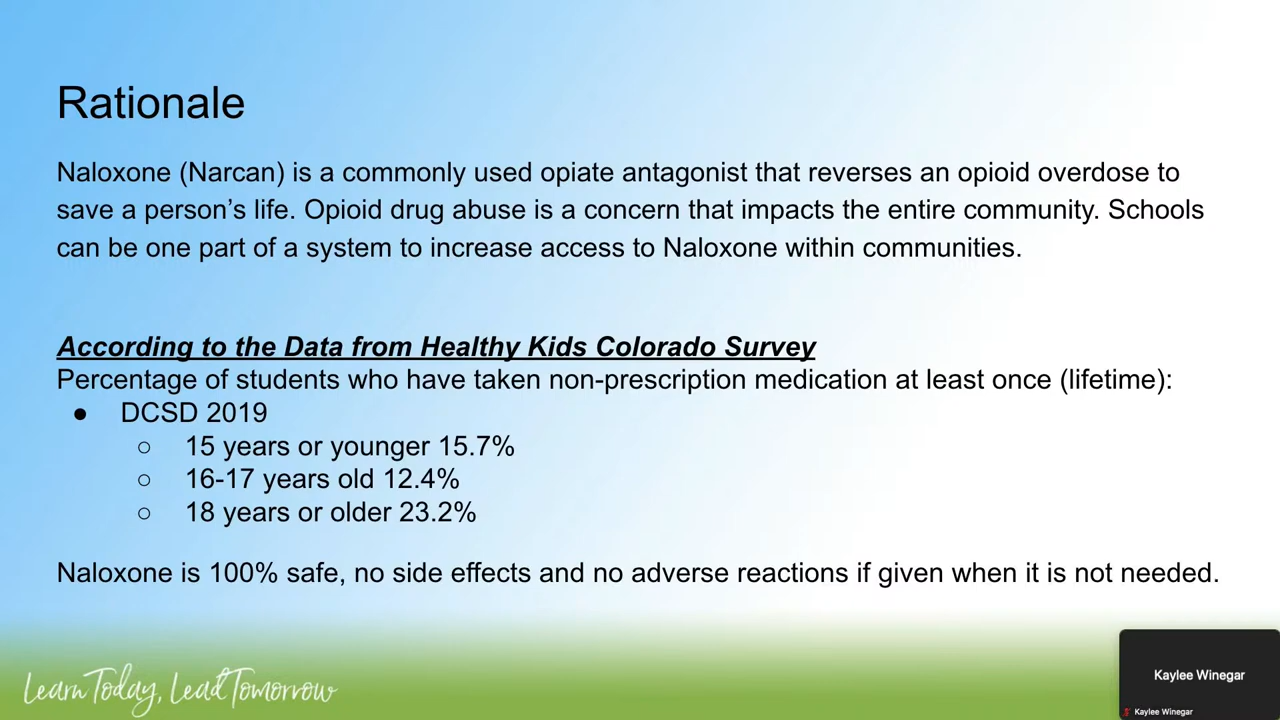 Rationale
Naloxone (Narcan) is a commonly used opiate antagonist that reverses an opioid overdose to
save a person’s life. Opioid drug abuse is a concern that impacts the entire community. Schools
can be one part of a system to increase access to Naloxone within communities.
According to the Data from Healthy Kids Colorado Survey
Percentage of students who have taken non-prescription medication at least once (lifetime):
● DCSD 2019
○ 15 years or younger 15.7%
○ 16-17 years old 12.4%
○ 18 years or older 23.2%
Naloxone is 100% safe, no side effects and no adverse reactions if given when it is not needed.
Learn Today, Lead Tomorrow
Kaylee Winegar
Kaylee Winegar